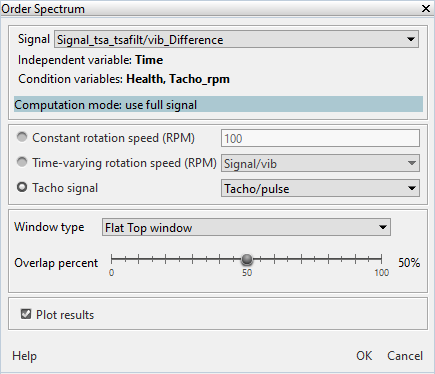 Order Spectrum
Signal Signal_tsa_tsafilt/vib_Difference
Independent variable: Time
Condition variables: Health, Tacho_rpm
Computation mode: use full signal
Constant rotation speed (RPM) 100
Time-varying rotation speed (RPM) Signal/vib
Tacho signal Tacho/pulse
Window type Flat Top window
Overlap percent 50%
0 50 100
Plot results
Help OK Cancel